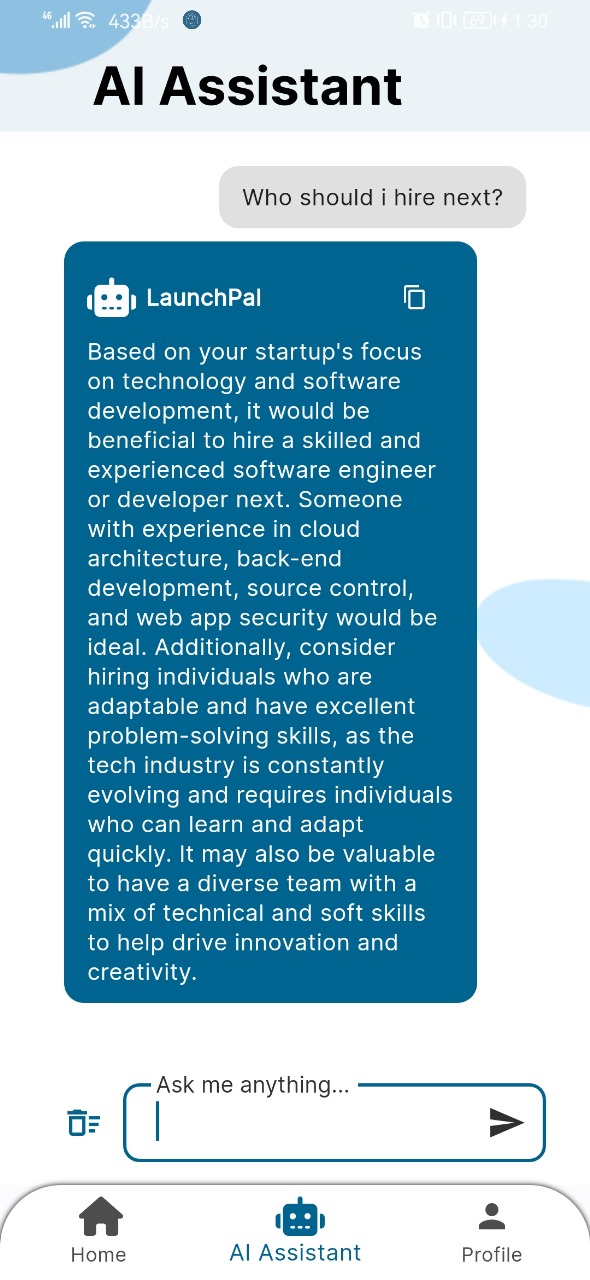 4G 433B/s 69 1:30
AI Assistant
Who should i hire next?
LaunchPal
Based on your startup's focus
on technology and software
development, it would be
beneficial to hire a skilled and
experienced software engineer
or developer next. Someone
with experience in cloud
architecture, back-end
development, source control,
and web app security would be
ideal. Additionally, consider
hiring individuals who are
adaptable and have excellent
problem-solving skills, as the
tech industry is constantly
evolving and requires individuals
who can learn and adapt
quickly. It may also be valuable
to have a diverse team with a
mix of technical and soft skills
to help drive innovation and
creativity.
Ask me anything...
Home AI Assistant Profile